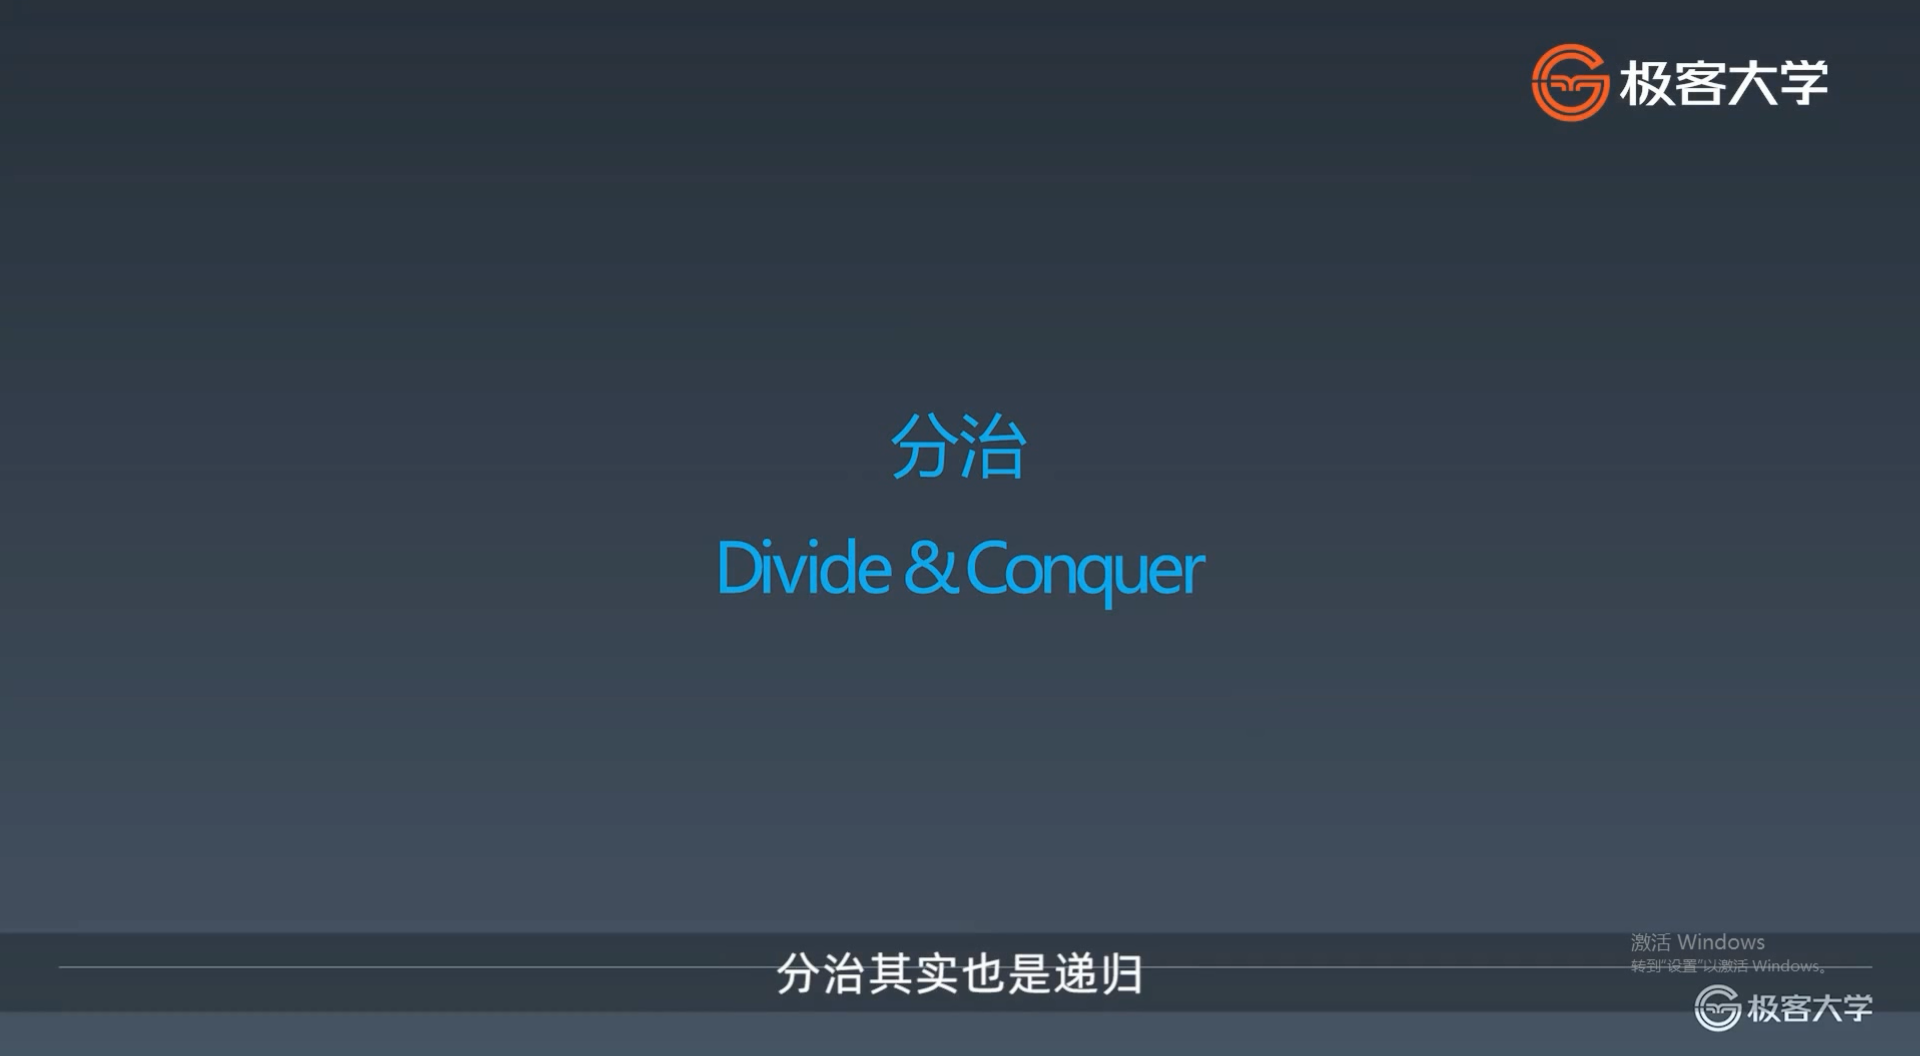 极客大学
分治
Divide & Conquer
分治其实也是递归
激活 Windows
转到“设置”以激活 Windows。
极客大学